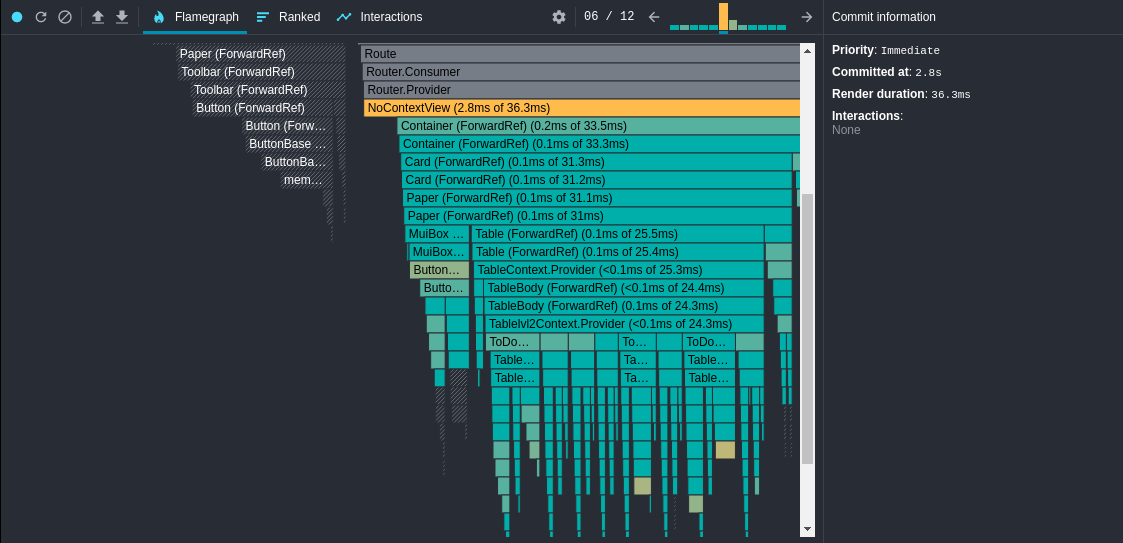 Flamegraph Ranked Interactions 06 / 12 Commit information
Priority: Immediate
Committed at: 2.8s
Render duration: 36.3ms
Interactions:
None
Paper (ForwardRef)
Toolbar (ForwardRef)
Toolbar (ForwardRef)
Button (ForwardRef)
Button (Forw…
ButtonBase …
ButtonBa…
mem…
Route
Router.Consumer
Router.Provider
NoContextView (2.8ms of 36.3ms)
Container (ForwardRef) (0.2ms of 33.5ms)
Container (ForwardRef) (0.1ms of 33.3ms)
Card (ForwardRef) (0.1ms of 31.3ms)
Card (ForwardRef) (0.1ms of 31.2ms)
Paper (ForwardRef) (0.1ms of 31.1ms)
Paper (ForwardRef) (0.1ms of 31ms)
MuiBox … Table (ForwardRef) (0.1ms of 25.5ms)
MuiBox… Table (ForwardRef) (0.1ms of 25.4ms)
Button… TableContext.Provider (<0.1ms of 25.3ms)
Butto… TableBody (ForwardRef) (<0.1ms of 24.4ms)
TableBody (ForwardRef) (0.1ms of 24.3ms)
Tablelvl2Context.Provider (<0.1ms of 24.3ms)
ToDo… To… ToDo…
Table… Ta… Table…
Table… Ta… Table…